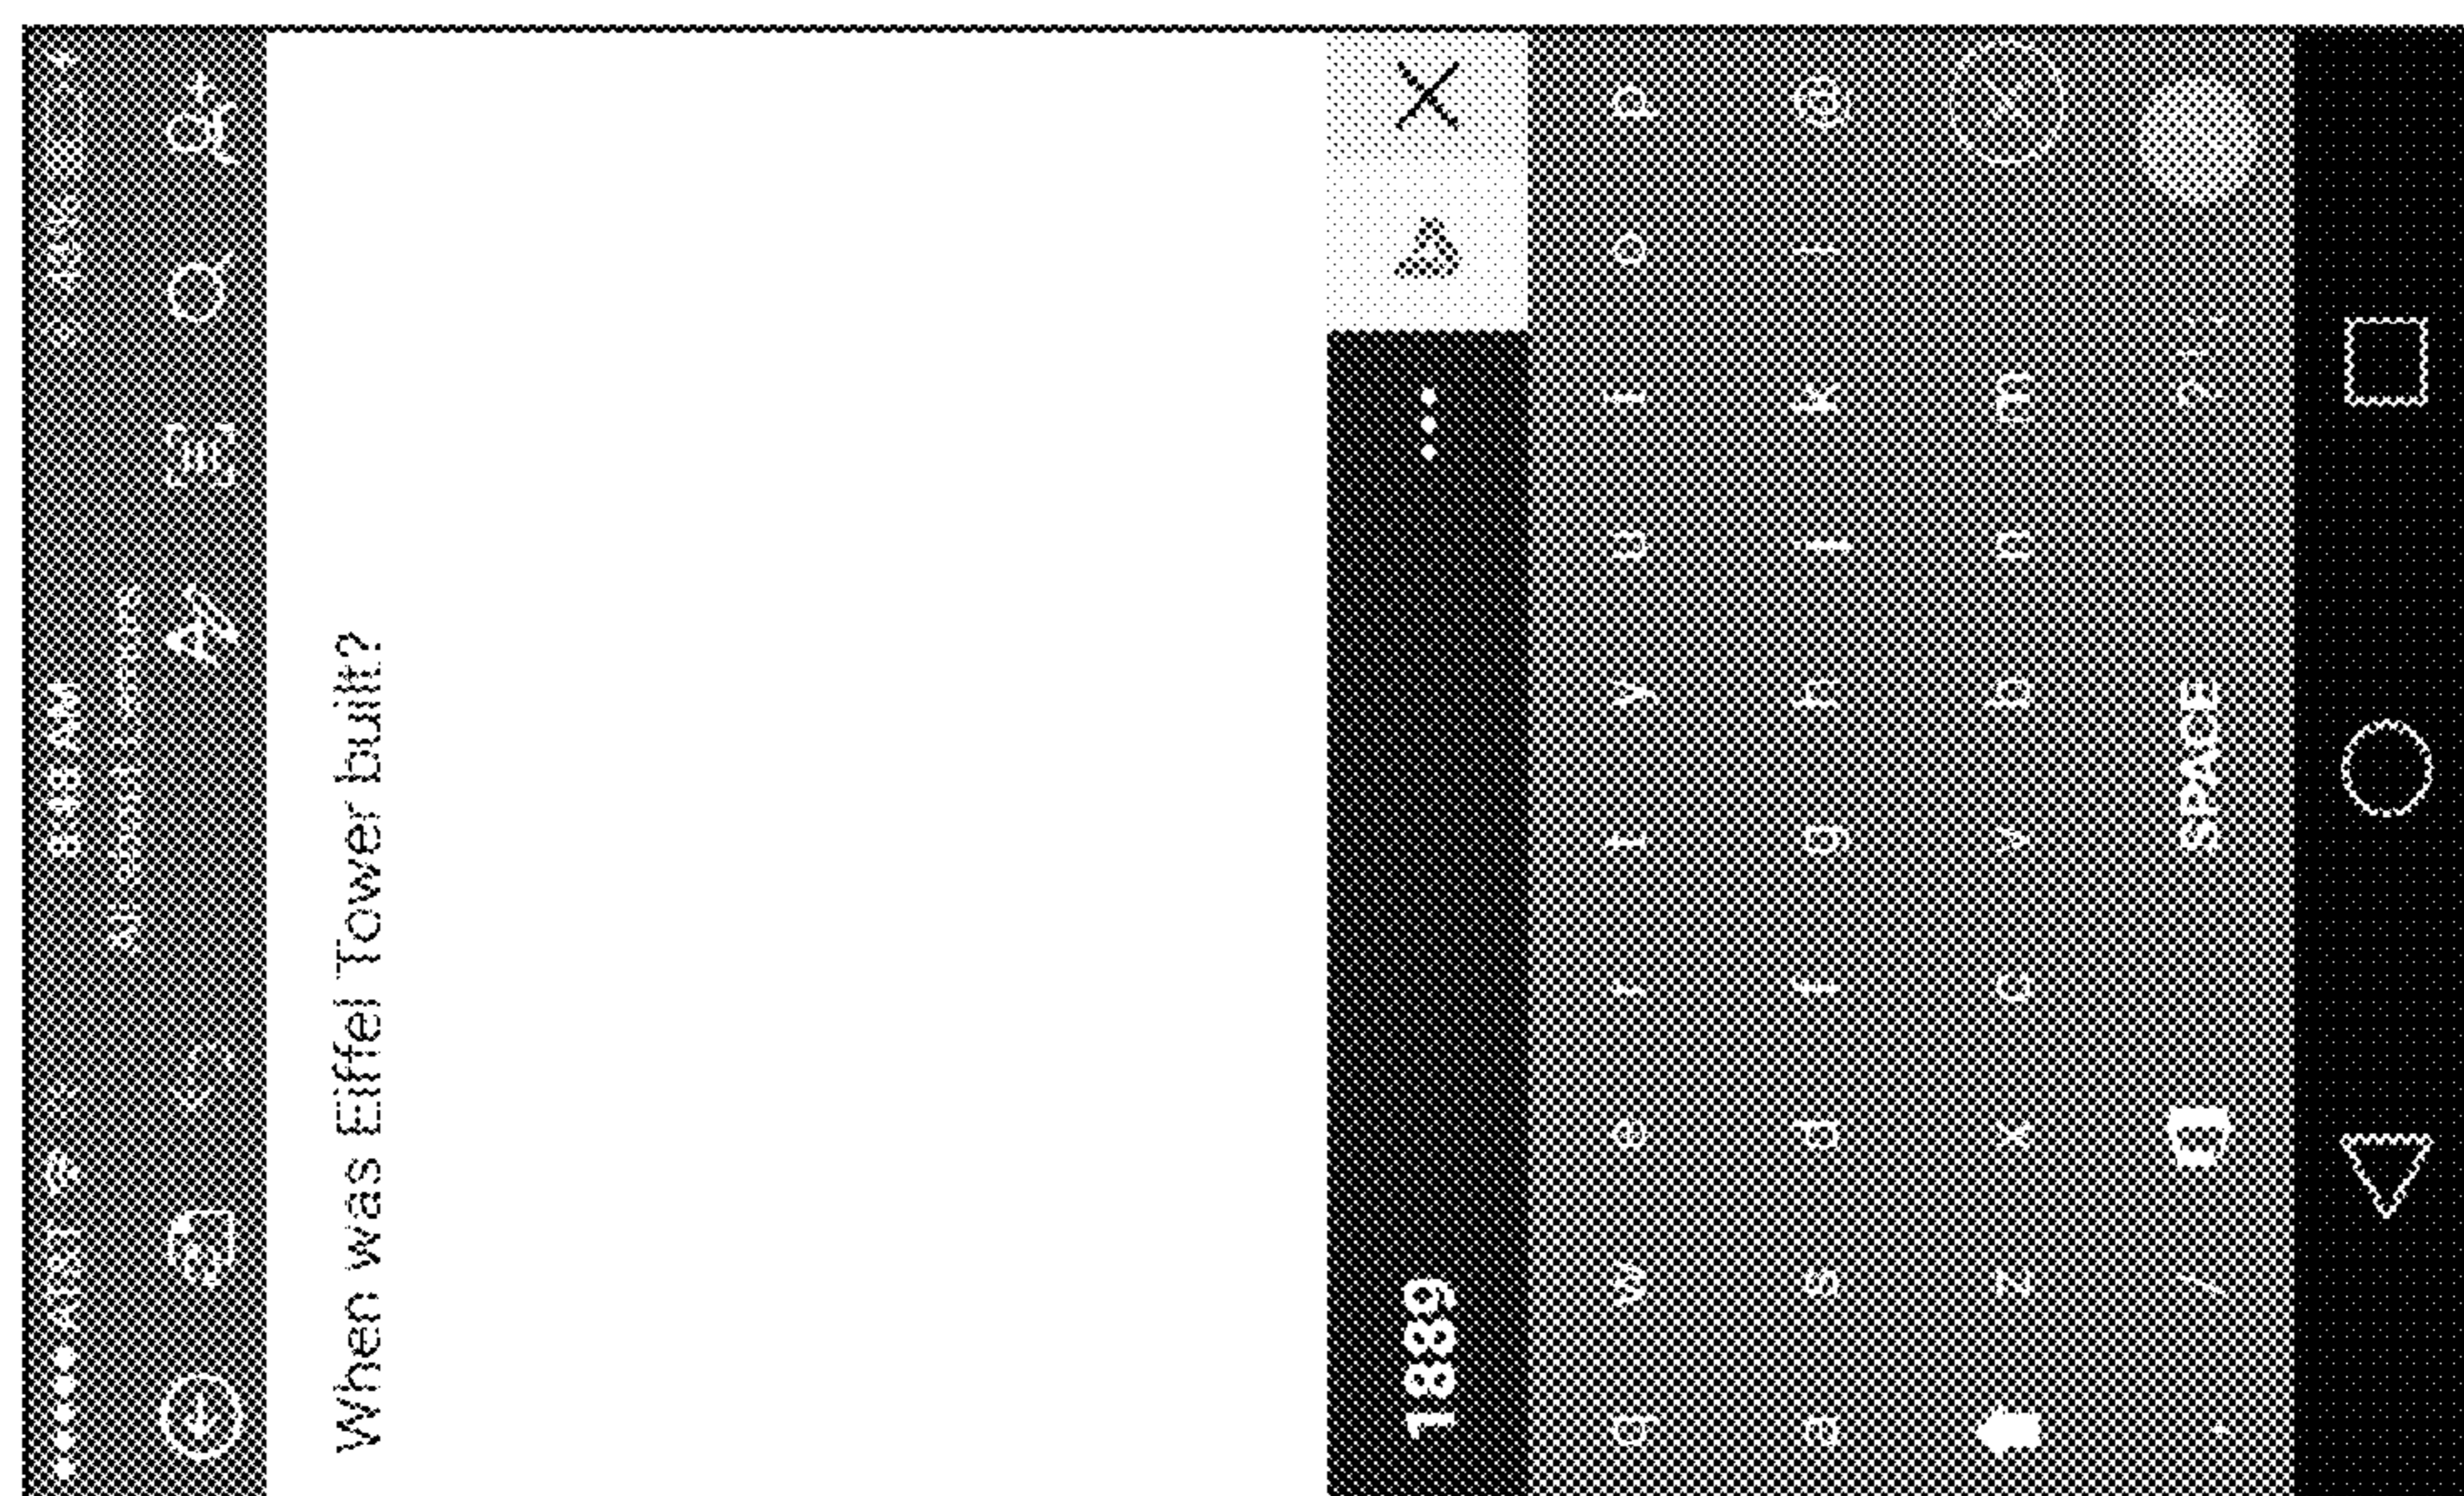 8:48 AM
When was Eiffel Tower built?
1889
q w e r t y u i o p
a s d f g h j k l @
z x c v b n m
, / SPACE